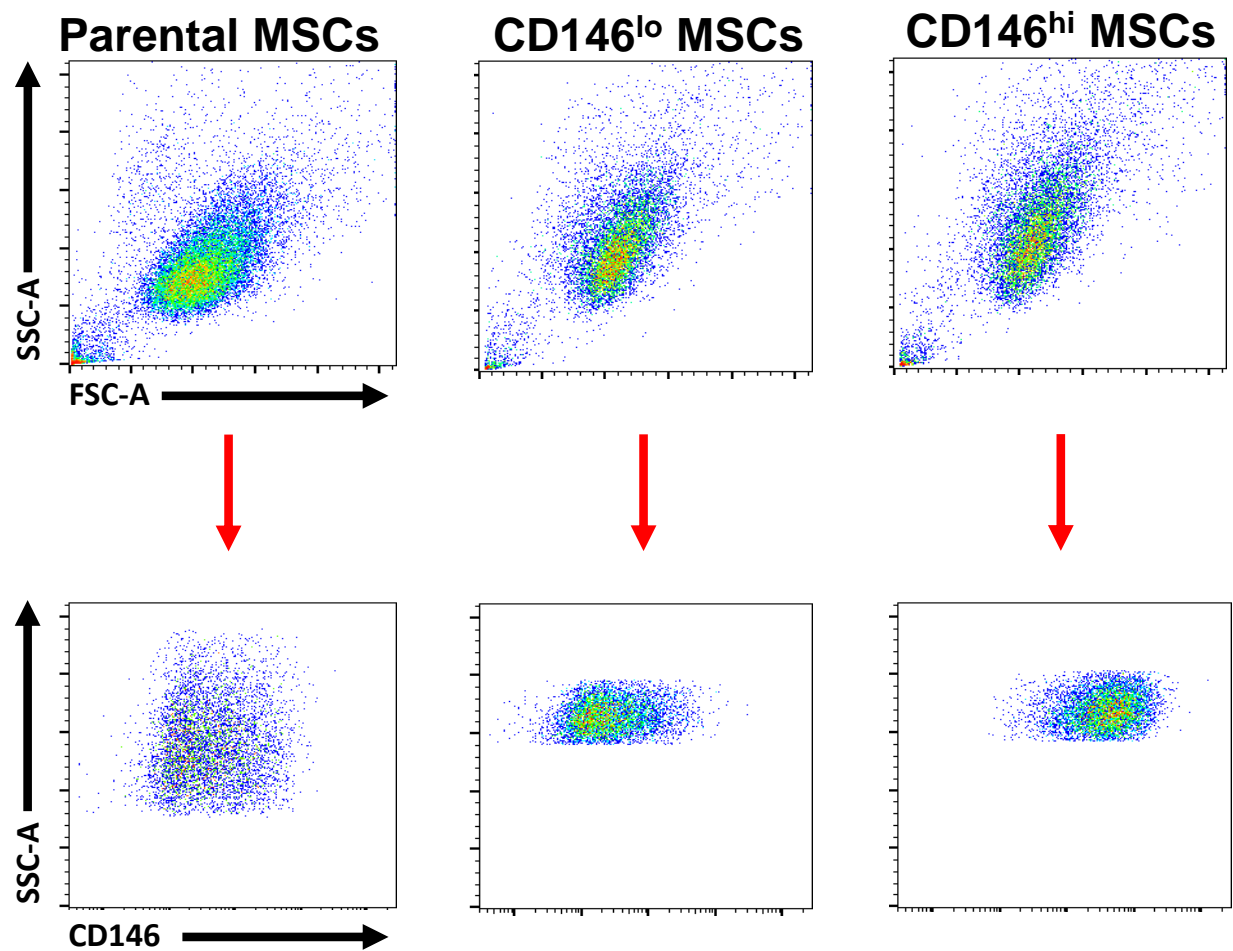 Parental MSCs
CD146lo MSCs
CD146hi MSCs
SSC-A
FSC-A
SSC-A
CD146